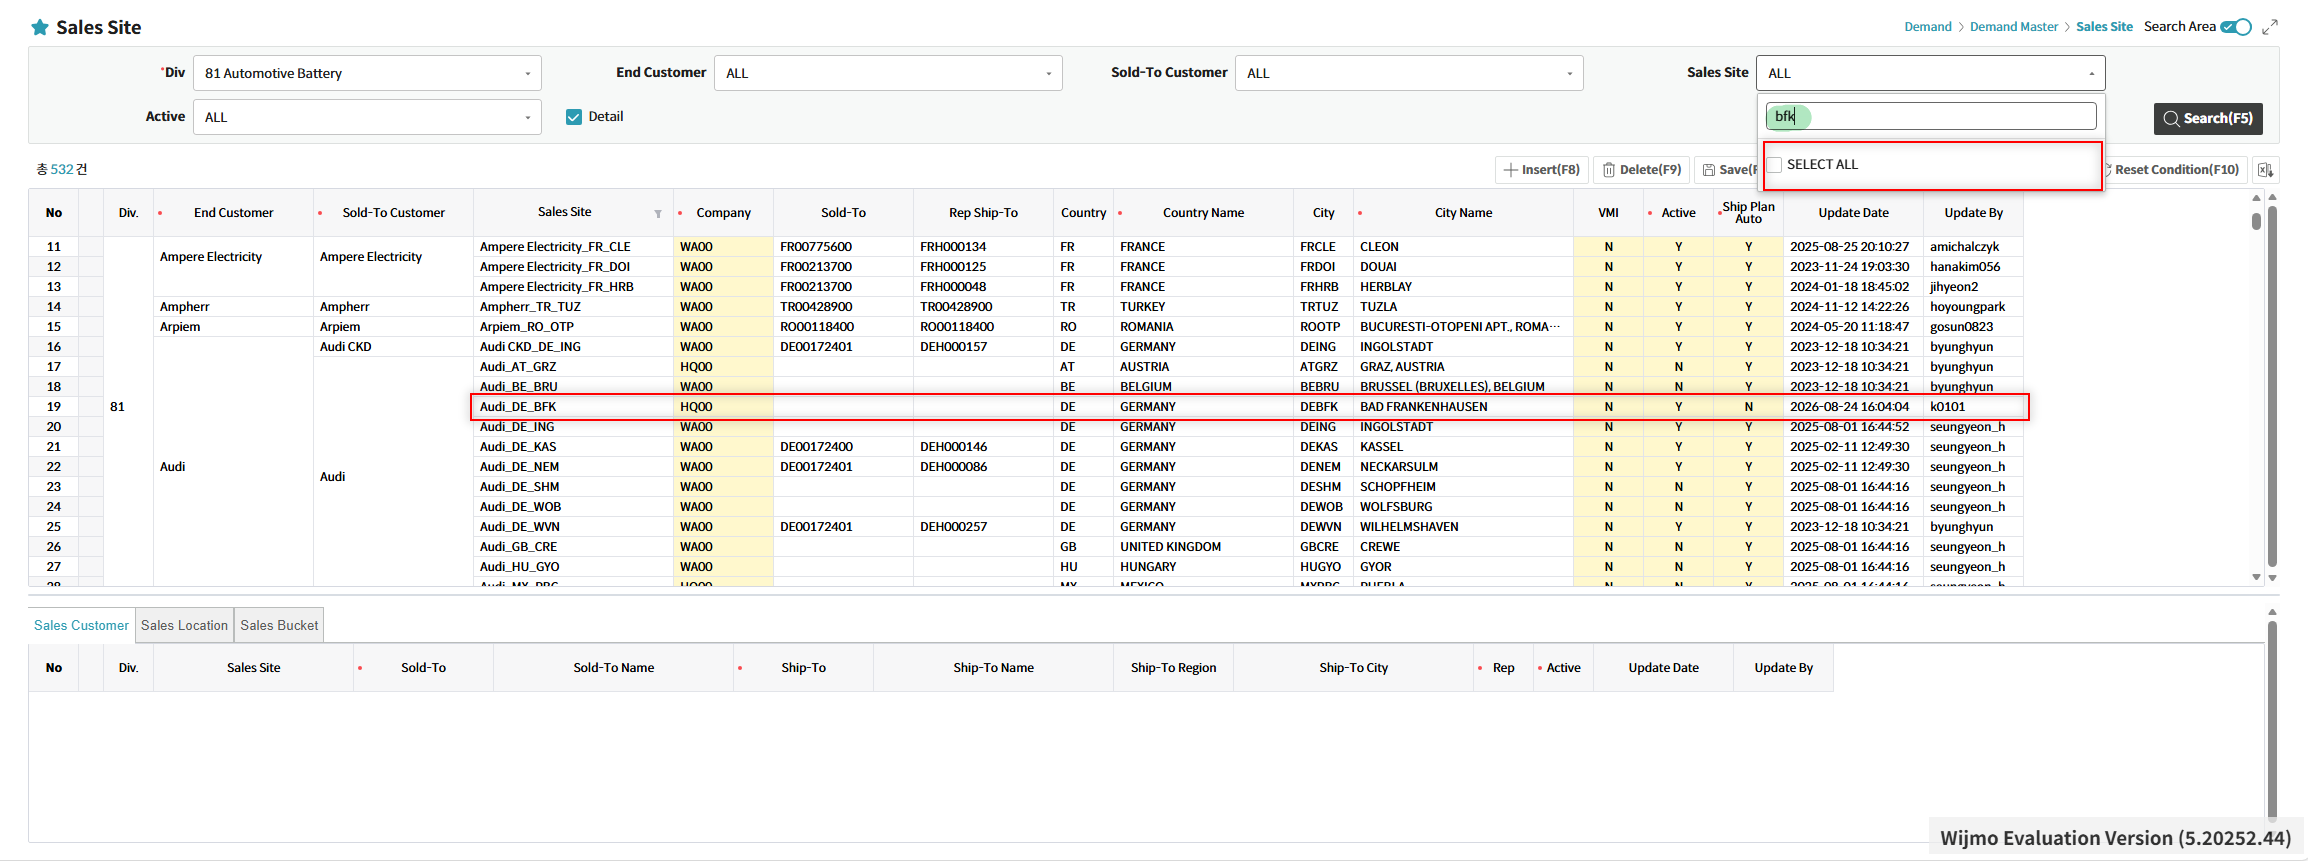 Sales Site
Demand > Demand Master > Sales Site Search Area
*Div 81 Automotive Battery End Customer ALL Sold-To Customer ALL Sales Site ALL
Active ALL Detail bfk Search(F5)
SELECT ALL
총 532 건 Insert(F8) Delete(F9) Save(F Reset Condition(F10)
No Div. End Customer Sold-To Customer Sales Site Company Sold-To Rep Ship-To Country Country Name City City Name VMI Active Ship Plan Auto Update Date Update By
11 Ampere Electricity_FR_CLE WA00 FR00775600 FRH000134 FR FRANCE FRCLE CLEON N Y Y 2025-08-25 20:10:27 amichalczyk
Ampere Electricity Ampere Electricity
12 Ampere Electricity_FR_DOI WA00 FR00213700 FRH000125 FR FRANCE FRDOI DOUAI N Y Y 2023-11-24 19:03:30 hanakim056
13 Ampere Electricity_FR_HRB WA00 FR00213700 FRH000048 FR FRANCE FRHRB HERBLAY N Y Y 2024-01-18 18:45:02 jihyeon2
14 Ampherr Ampherr Ampherr_TR_TUZ WA00 TR00428900 TR00428900 TR TURKEY TRTUZ TUZLA N Y Y 2024-11-12 14:22:26 hoyoungpark
15 Arpiem Arpiem Arpiem_RO_OTP WA00 RO00118400 RO00118400 RO ROMANIA ROOTP BUCURESTI-OTOPENI APT., ROMA··· N Y Y 2024-05-20 11:18:47 gosun0823
16 Audi CKD Audi CKD_DE_ING WA00 DE00172401 DEH000157 DE GERMANY DEING INGOLSTADT N Y Y 2023-12-18 10:34:21 byunghyun
17 Audi_AT_GRZ HQ00 AT AUSTRIA ATGRZ GRAZ, AUSTRIA N N N 2023-12-18 10:34:21 byunghyun
18 Audi_BE_BRU WA00 BE BELGIUM BEBRU BRUSSEL (BRUXELLES), BELGIUM N N Y 2023-12-18 10:34:21 byunghyun
19 81 Audi_DE_BFK HQ00 DE GERMANY DEBFK BAD FRANKENHAUSEN N Y N 2026-08-24 16:04:04 k0101
20 Audi_DE_ING WA00 DE GERMANY DEING INGOLSTADT N Y Y 2025-08-01 16:44:52 seungyeon_h
21 Audi_DE_KAS WA00 DE00172400 DEH000146 DE GERMANY DEKAS KASSEL N Y Y 2025-02-11 12:49:30 seungyeon_h
22 Audi Audi_DE_NEM WA00 DE00172401 DEH000086 DE GERMANY DENEM NECKARSULM N Y Y 2025-02-11 12:49:30 seungyeon_h
Audi
23 Audi_DE_SHM WA00 DE GERMANY DESHM SCHOPFHEIM N N Y 2025-08-01 16:44:16 seungyeon_h
24 Audi_DE_WOB WA00 DE GERMANY DEWOB WOLFSBURG N N Y 2025-08-01 16:44:16 seungyeon_h
25 Audi_DE_WVN WA00 DE00172401 DEH000257 DE GERMANY DEWVN WILHELMSHAVEN N Y Y 2023-12-18 10:34:21 byunghyun
26 Audi_GB_CRE WA00 GB UNITED KINGDOM GBCRE CREWE N N Y 2025-08-01 16:44:16 seungyeon_h
27 Audi_HU_GYO WA00 HU HUNGARY HUGYO GYOR N N Y 2025-08-01 16:44:16 seungyeon_h
Sales Customer Sales Location Sales Bucket
No Div. Sales Site Sold-To Sold-To Name Ship-To Ship-To Name Ship-To Region Ship-To City Rep Active Update Date Update By
Wijmo Evaluation Version (5.20252.44)